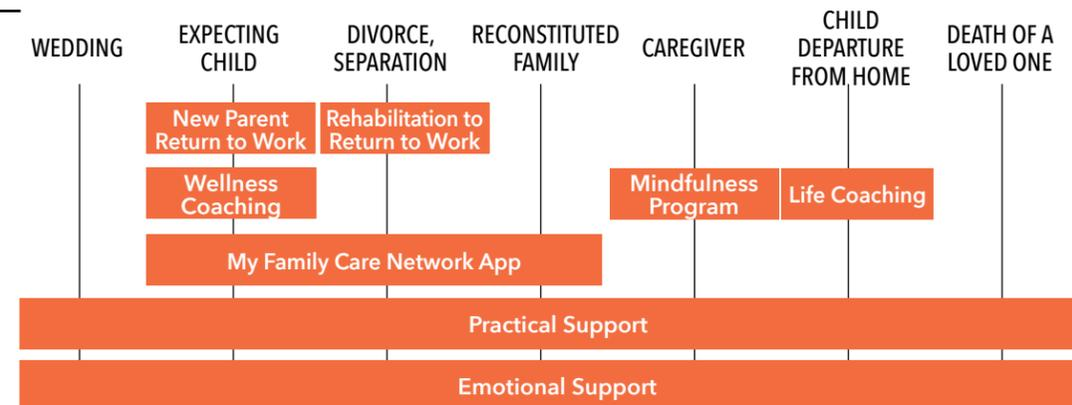 WEDDING
EXPECTING
CHILD
DIVORCE,
SEPARATION
RECONSTITUTED
FAMILY
CAREGIVER
CHILD
DEPARTURE
FROM HOME
DEATH OF A
LOVED ONE
New Parent
Return to Work
Rehabilitation to
Return to Work
Wellness
Coaching
Mindfulness
Program
Life Coaching
My Family Care Network App
Practical Support
Emotional Support